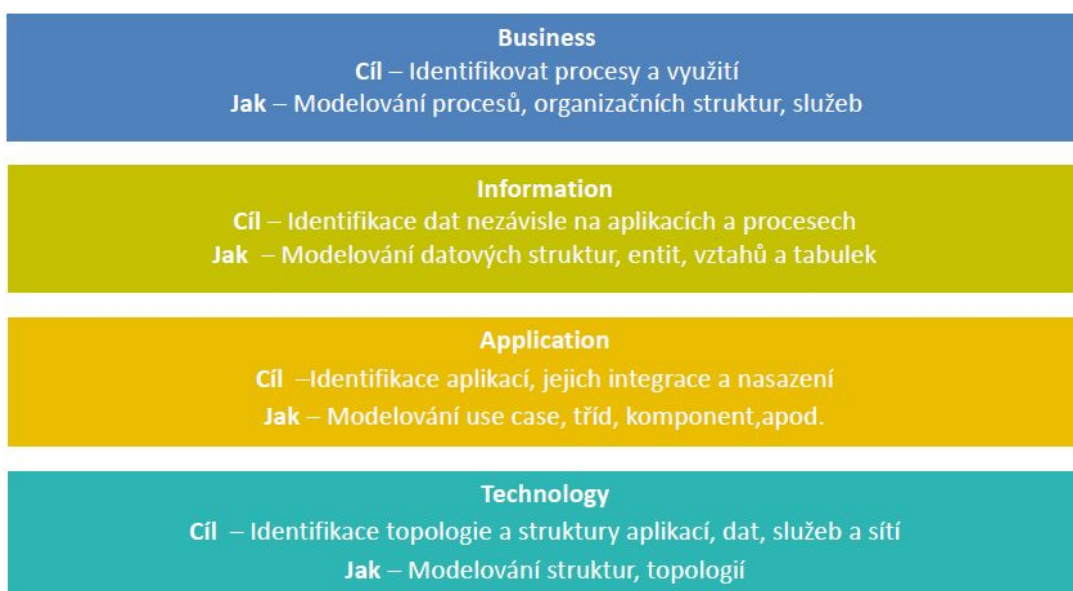 Business
Cíl – Identifikovat procesy a využití
Jak – Modelování procesů, organizačních struktur, služeb
Information
Cíl – Identifikace dat nezávisle na aplikacích a procesech
Jak – Modelování datových struktur, entit, vztahů a tabulek
Application
Cíl –Identifikace aplikací, jejich integrace a nasazení
Jak – Modelování use case, tříd, komponent,apod.
Technology
Cíl – Identifikace topologie a struktury aplikací, dat, služeb a sítí
Jak – Modelování struktur, topologií